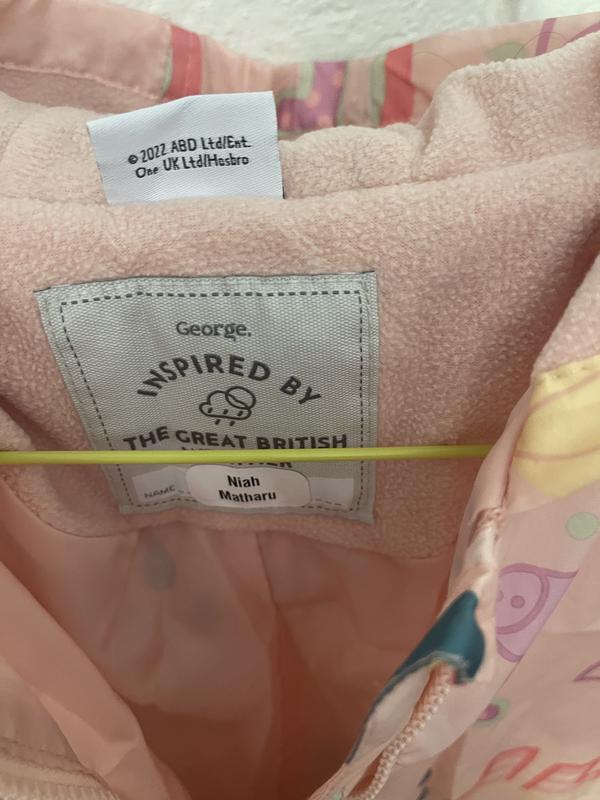 © 2022 ABD Ltd/Ent.
One UK Ltd/Hasbro
George.
INSPIRED BY
THE GREAT BRITISH
NAME
Niah
Matharu